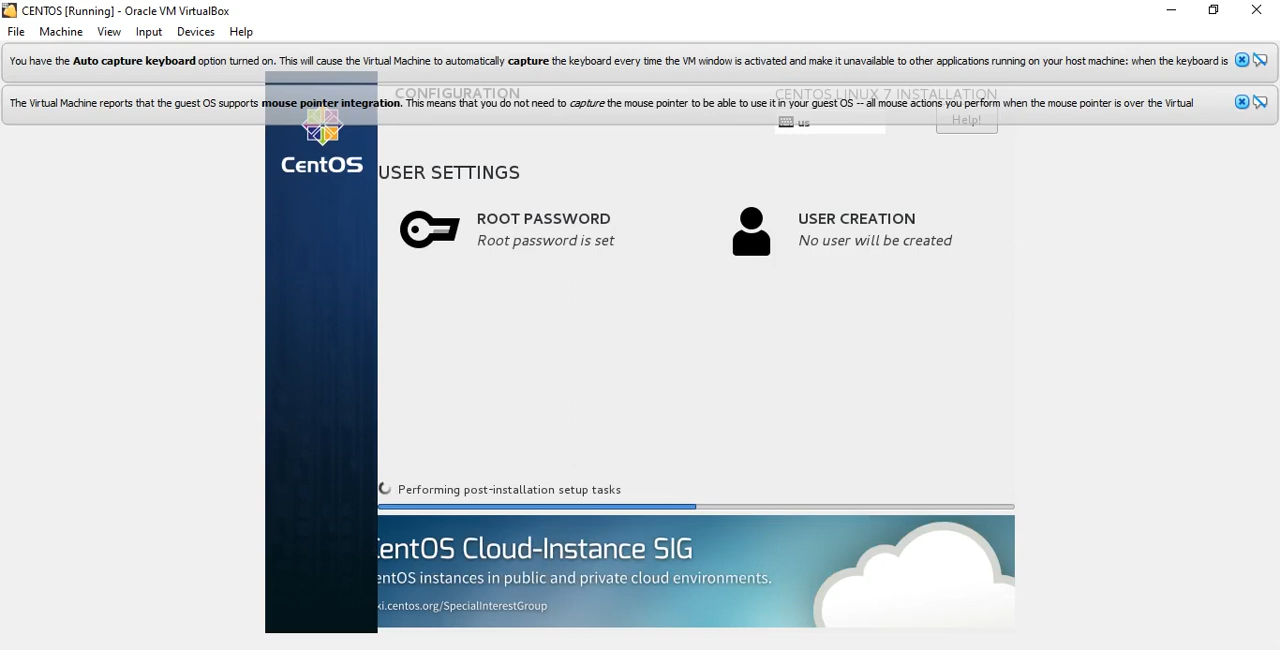 CENTOS [Running] - Oracle VM VirtualBox
File Machine View Input Devices Help
You have the Auto capture keyboard option turned on. This will cause the Virtual Machine to automatically capture the keyboard every time the VM window is activated and make it unavailable to other applications running on your host machine: when the keyboard is
CONFIGURATION
CENTOS LINUX 7 INSTALLATION
The Virtual Machine reports that the guest OS supports mouse pointer integration. This means that you do not need to capture the mouse pointer to be able to use it in your guest OS -- all mouse actions you perform when the mouse pointer is over the Virtual
us
Help!
CentOS
USER SETTINGS
ROOT PASSWORD
Root password is set
USER CREATION
No user will be created
Performing post-installation setup tasks
CentOS Cloud-Instance SIG
entOS instances in public and private cloud environments.
ki.centos.org/SpecialInterestGroup